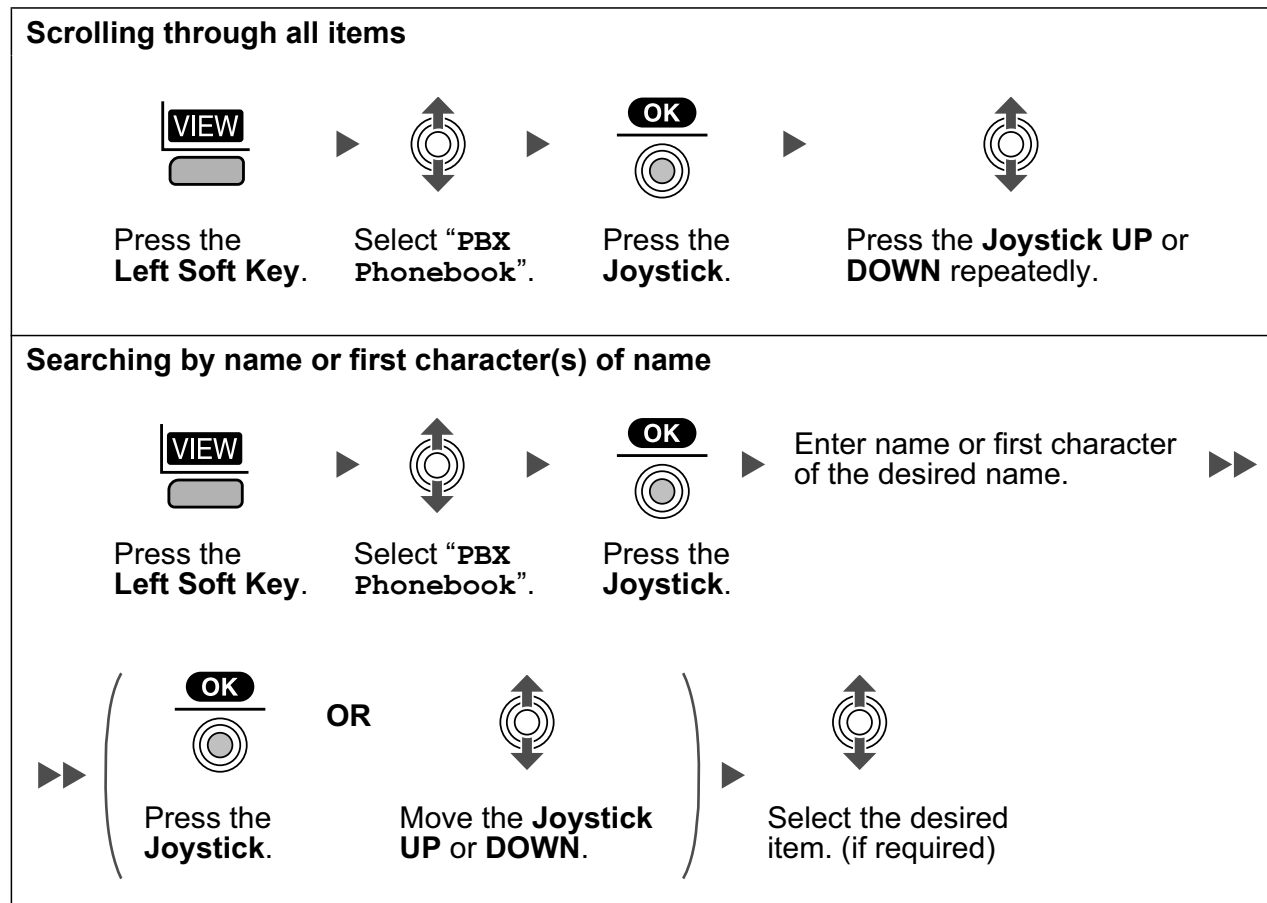 Scrolling through all items
VIEW
OK
Press the
Left Soft Key.
Select “PBX
Phonebook”.
Press the
Joystick.
Press the Joystick UP or
DOWN repeatedly.
Searching by name or first character(s) of name
VIEW
OK
Enter name or first character
of the desired name.
Press the
Left Soft Key.
Select “PBX
Phonebook”.
Press the
Joystick.
OK
OR
Press the
Joystick.
Move the Joystick
UP or DOWN.
Select the desired
item. (if required)